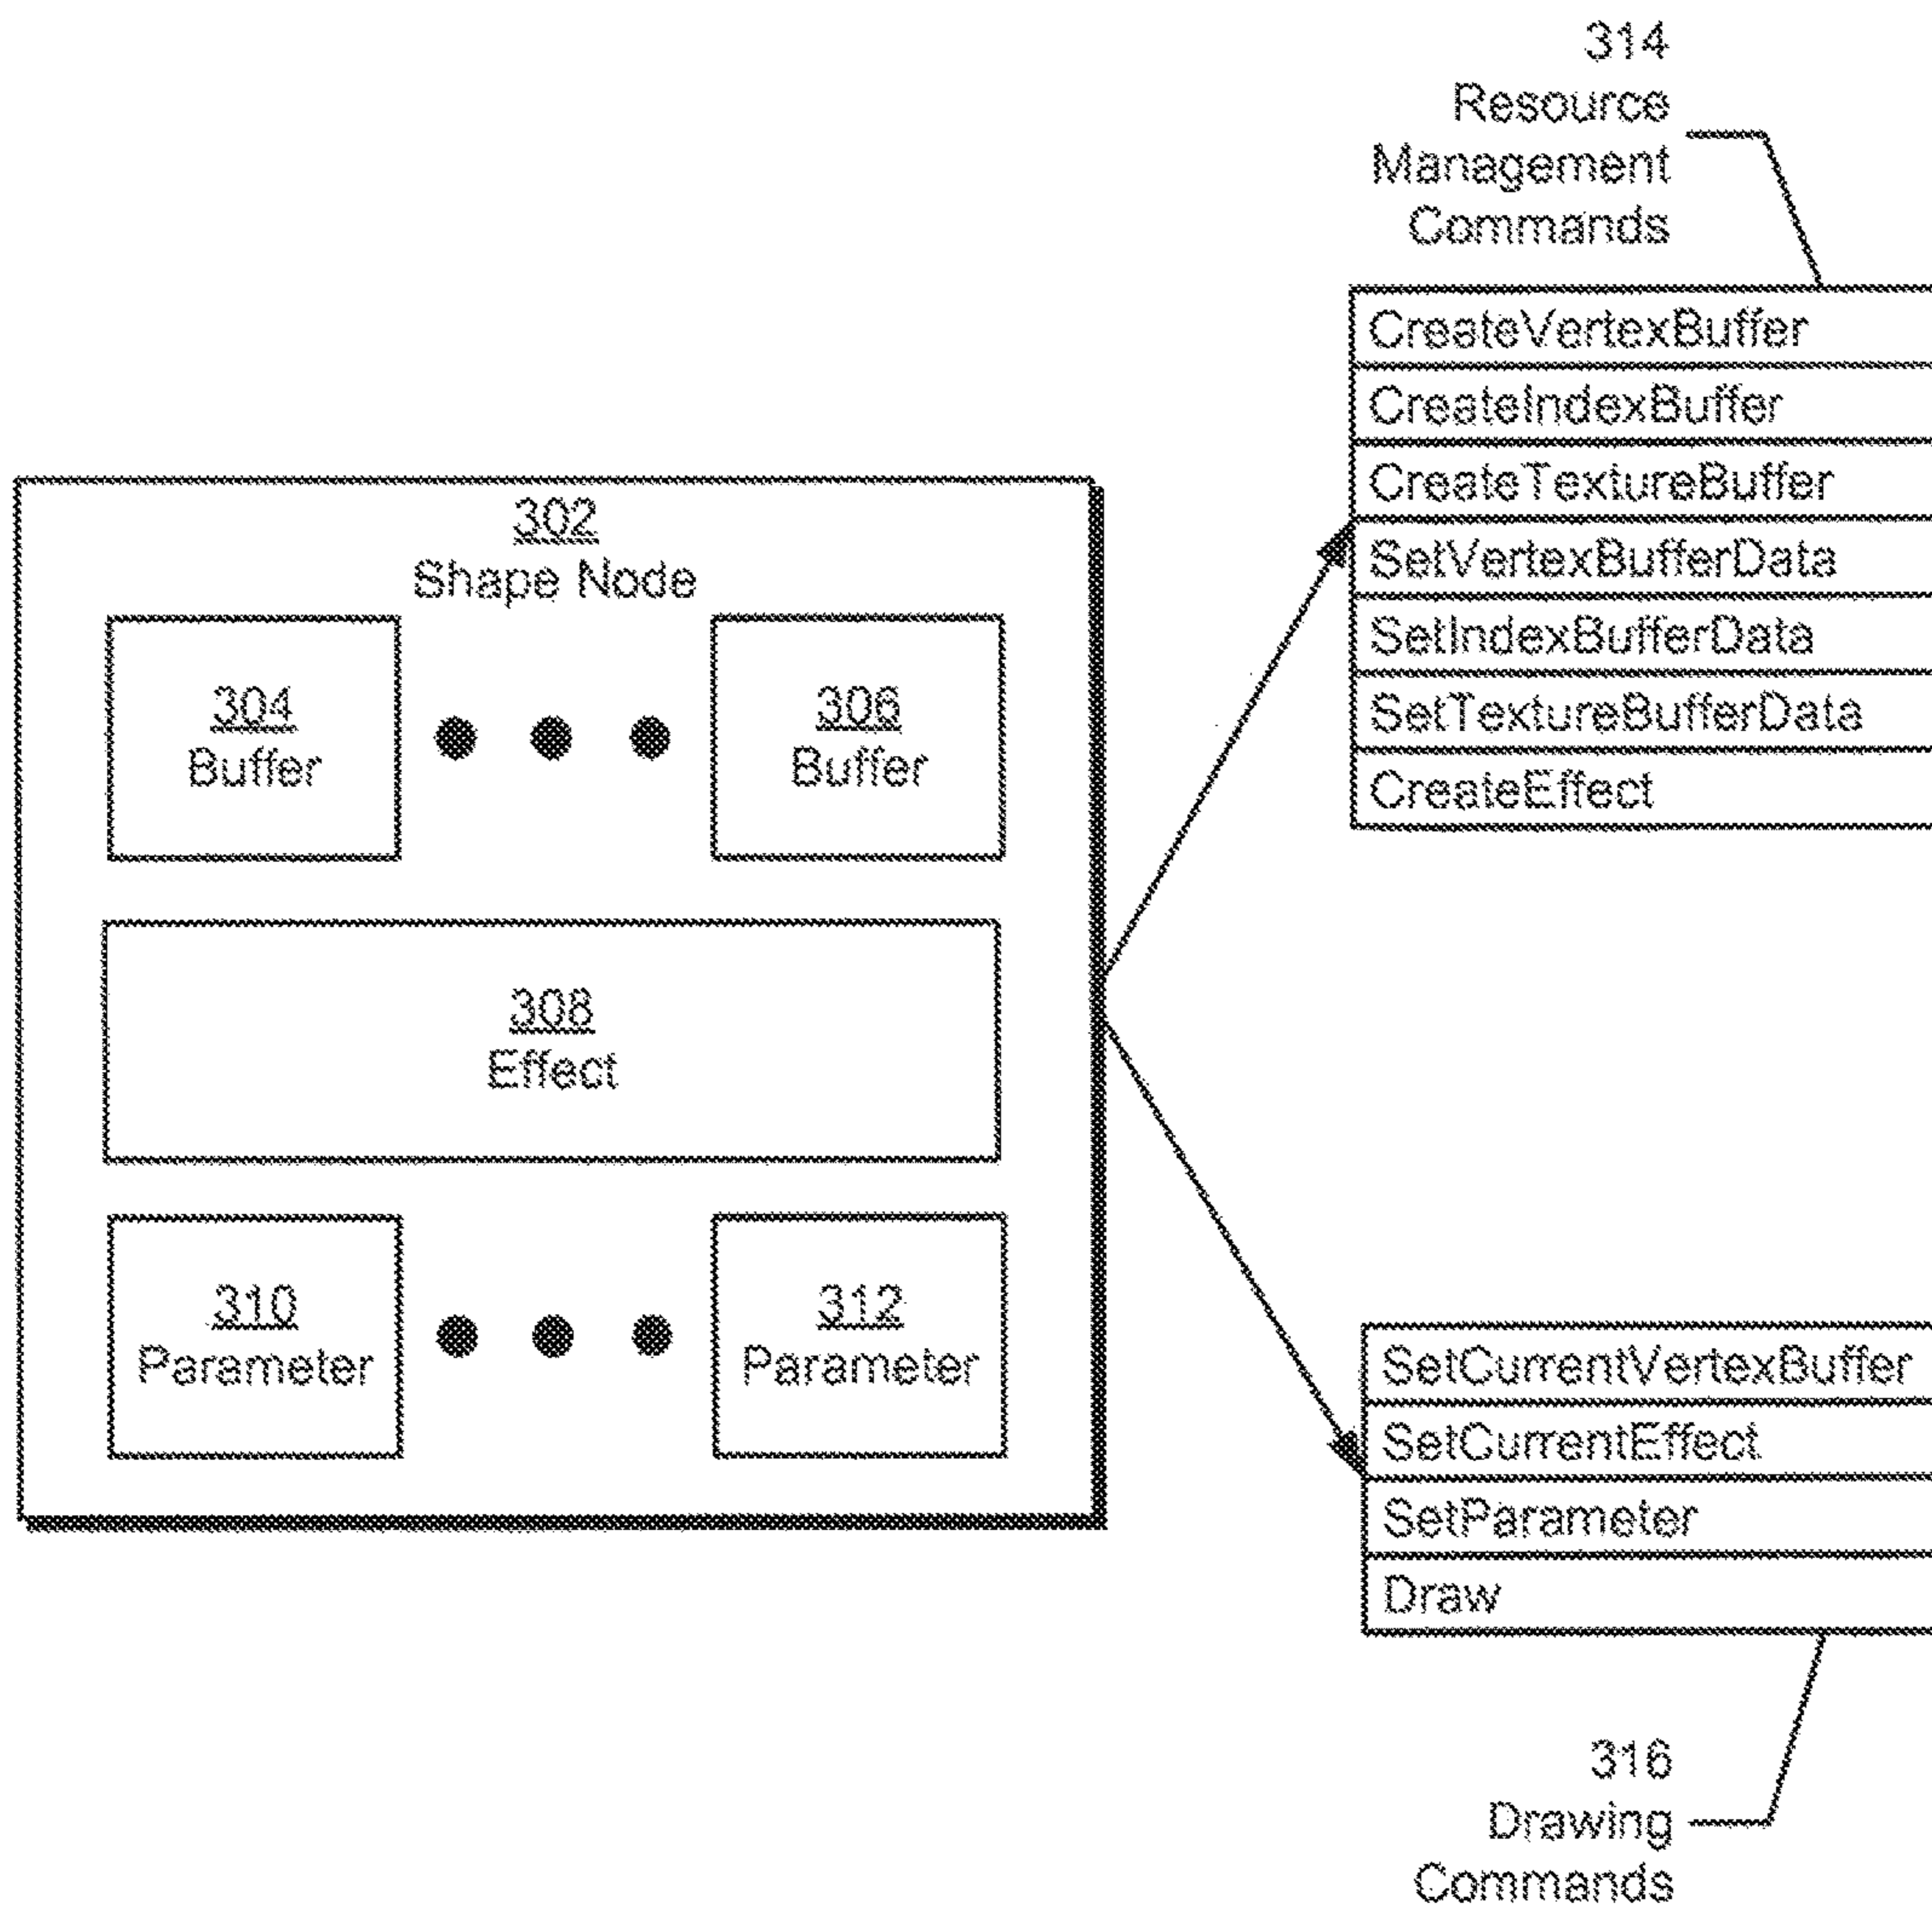 314
Resource
Management
Commands
CreateVertexBuffer
CreateIndexBuffer
CreateTextureBuffer
SetVertexBufferData
SetIndexBufferData
SetTextureBufferData
CreateEffect
302
Shape Node
304
Buffer
306
Buffer
308
Effect
310
Parameter
312
Parameter
SetCurrentVertexBuffer
SetCurrentEffect
SetParameter
Draw
316
Drawing
Commands